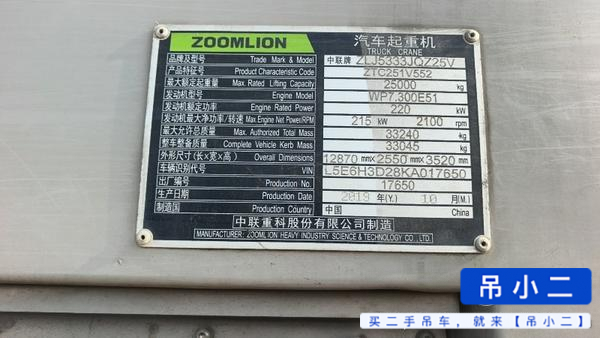 ZOOMLION 汽车起重机
TRUCK CRANE
品牌及型号 Trade Mark & Model 中联牌 ZLJ5333JQZ25V
产品特征号 Product Characteristic Code ZTC251V552
最大额定起重量 Max. Rated Lifting Capacity 25000 kg
发动机型号 Engine Model WP7.300E51
发动机额定功率 Engine Rated Power 220 kW
发动机最大净功率/转速 Max.Engine Net Power/RPM 215 kW 2100 rpm
最大允许总质量 Max. Authorized Total Mass 33240 kg
整车整备质量 Complete Vehicle Kerb Mass 33045 kg
外形尺寸(长×宽×高) Overall Dimensions 12870 mm×2550 mm×3520 mm
车辆识别代号 VIN L5E6H3D28KA017650
出厂编号 Production No. 17650
生产日期 Production Date 2019 年(Y.) 10 月(M.)
制造国 Production Country 中国 China
中联重科股份有限公司制造
MANUFACTURER: ZOOMLION HEAVY INDUSTRY SCIENCE & TECHNOLOGY CO., LTD.
吊小二
买二手吊车，就来【吊小二】